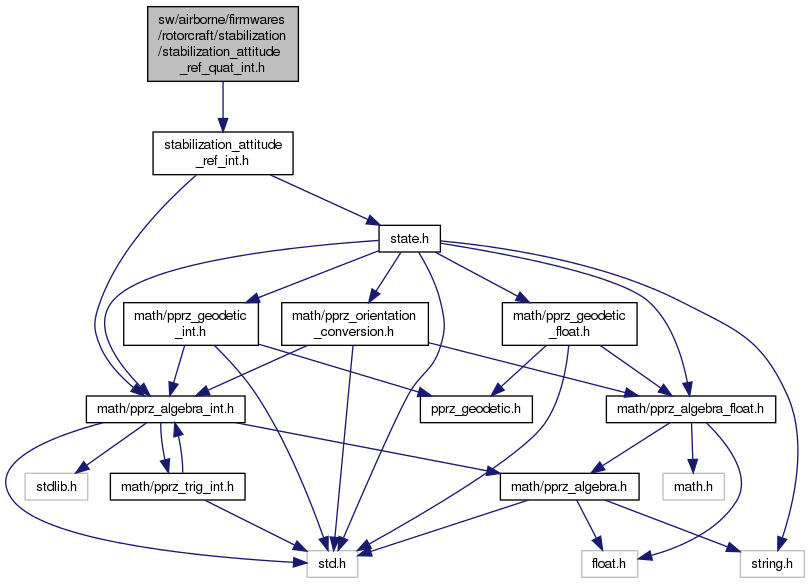 sw/airborne/firmwares
/rotorcraft/stabilization
/stabilization_attitude
_ref_quat_int.h
stabilization_attitude
_ref_int.h
state.h
math/pprz_geodetic
_int.h
math/pprz_orientation
_conversion.h
math/pprz_geodetic
_float.h
math/pprz_algebra_int.h
pprz_geodetic.h
math/pprz_algebra_float.h
stdlib.h
math/pprz_trig_int.h
math/pprz_algebra.h
math.h
std.h
float.h
string.h